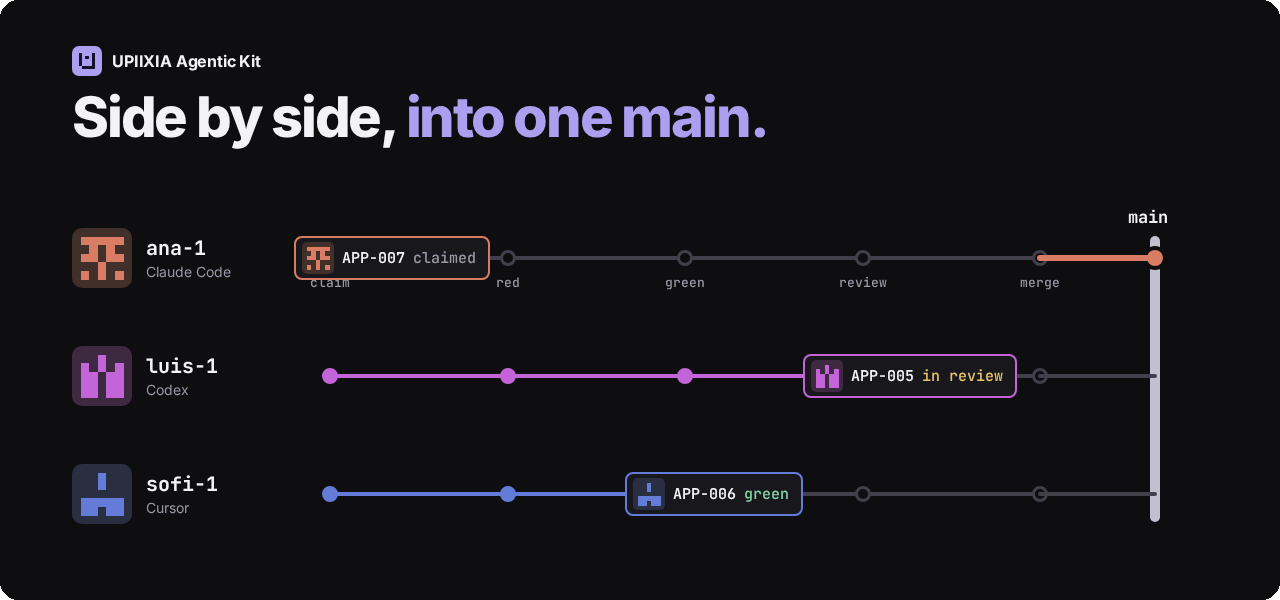 UPIIXIA Agentic Kit
Side by side, into one main.
main
ana-1
Claude Code
APP-007 claimed
claim
red
green
review
merge
luis-1
Codex
APP-005 in review
sofi-1
Cursor
APP-006 green